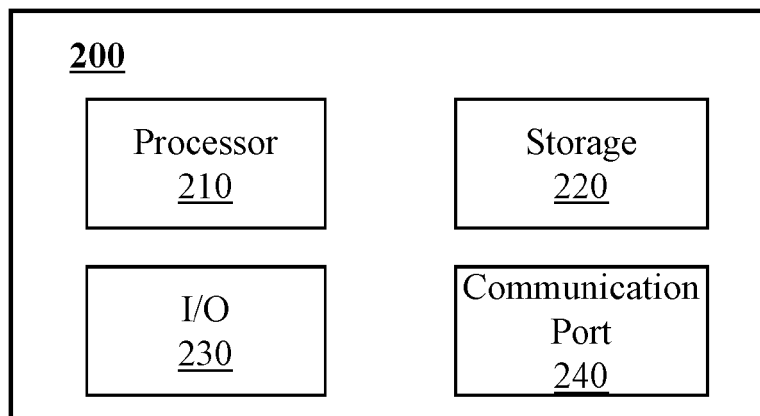 200
Processor
210
Storage
220
I/O
230
Communication
Port
240